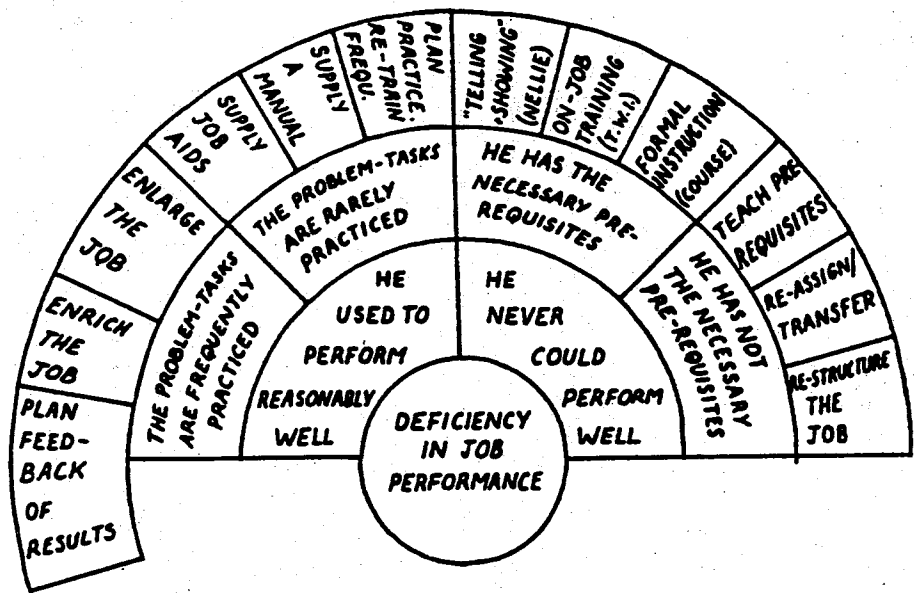 DEFICIENCY
IN JOB
PERFORMANCE
HE
USED TO
PERFORM
REASONABLY
WELL
HE
NEVER
COULD
PERFORM
WELL
THE PROBLEM-TASKS
ARE FREQUENTLY
PRACTICED
THE PROBLEM-TASKS
ARE RARELY
PRACTICED
HE HAS THE
NECESSARY PRE-
REQUISITES
HE HAS NOT
THE NECESSARY
PRE-REQUISITES
PLAN
FEED-
BACK
OF
RESULTS
ENRICH
THE
JOB
ENLARGE
THE
JOB
SUPPLY
JOB
AIDS
SUPPLY
A
MANUAL
PLAN
PRACTICE.
RE-TRAIN
FREQU.
"TELLING
+SHOWING"
(NELLIE)
ON-JOB
TRAINING
(T.W.I.)
FORMAL
INSTRUCTION
(COURSE)
TEACH PRE
REQUISITES
RE-ASSIGN/
TRANSFER
RE-STRUCTURE
THE
JOB